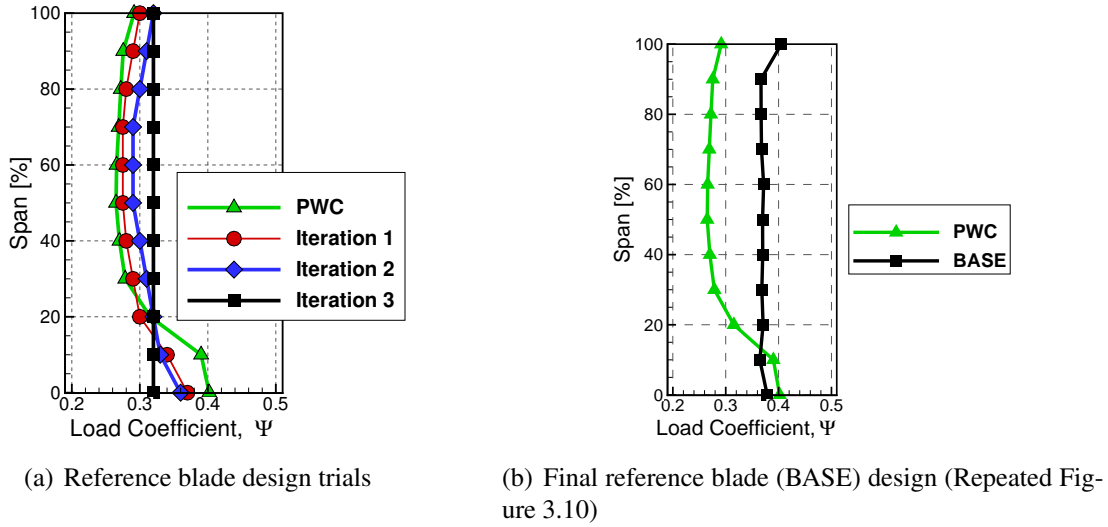 100
80
60
40
20
0
Span [%]
0.2 0.3 0.4 0.5
Load Coefficient, Ψ
PWC
Iteration 1
Iteration 2
Iteration 3
(a) Reference blade design trials
100
80
60
40
20
0
Span [%]
0.2 0.3 0.4 0.5
Load Coefficient, Ψ
PWC
BASE
(b) Final reference blade (BASE) design (Repeated Fig-
ure 3.10)